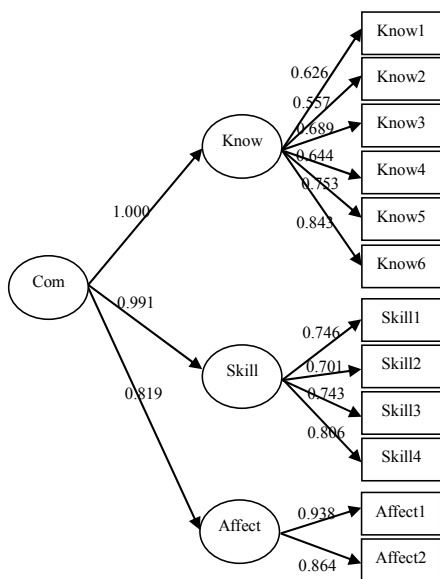 Know1
0.626
Know2
0.557
Know3
0.689
Know
0.644
Know4
0.753
Know5
0.843
1.000
Know6
Com
0.991
Skill1
0.746
Skill2
0.701
Skill
0.743
Skill3
0.819
0.806
Skill4
Affect1
0.938
Affect
0.864
Affect2